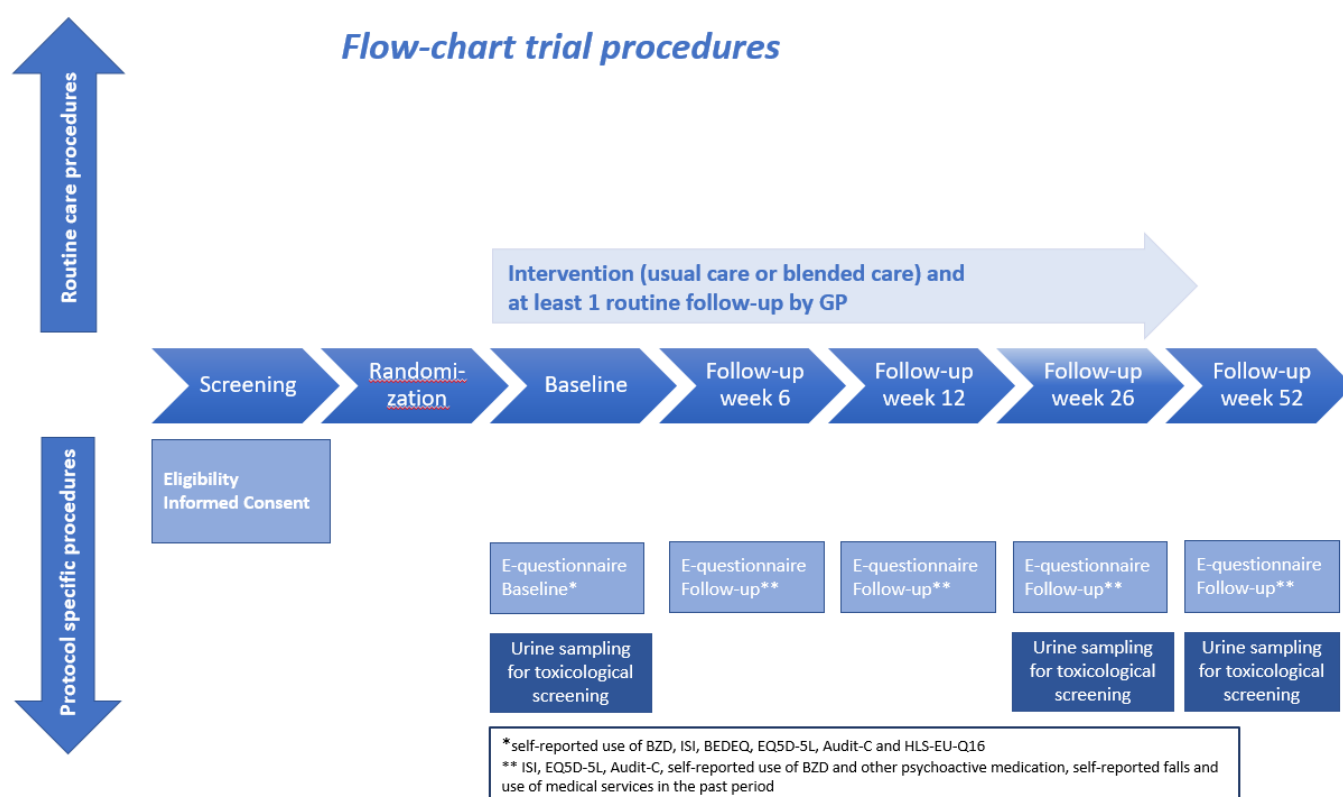 Flow-chart trial procedures
Routine care procedures
Intervention (usual care or blended care) and
at least 1 routine follow-up by GP
Screening
Randomi-
zation
Baseline
Follow-up
week 6
Follow-up
week 12
Follow-up
week 26
Follow-up
week 52
Protocol specific procedures
Eligibility
Informed Consent
E-questionnaire
Baseline*
E-questionnaire
Follow-up**
E-questionnaire
Follow-up**
E-questionnaire
Follow-up**
E-questionnaire
Follow-up**
Urine sampling
for toxicological
screening
Urine sampling
for toxicological
screening
Urine sampling
for toxicological
screening
*self-reported use of BZD, ISI, BEDEQ, EQ5D-5L, Audit-C and HLS-EU-Q16
** ISI, EQ5D-5L, Audit-C, self-reported use of BZD and other psychoactive medication, self-reported falls and
use of medical services in the past period